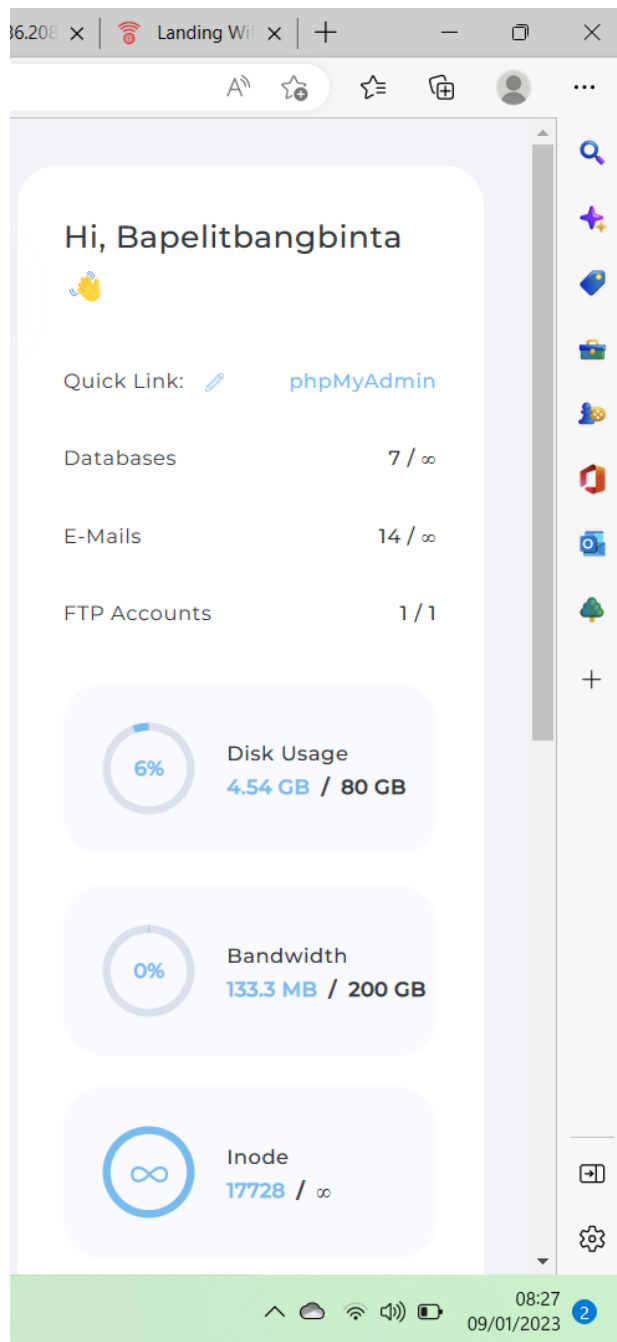 36.208
Landing Wif
Hi, Bapelitbangbinta
Quick Link: phpMyAdmin
Databases 7 / ∞
E-Mails 14 / ∞
FTP Accounts 1 / 1
6%
Disk Usage
4.54 GB / 80 GB
0%
Bandwidth
133.3 MB / 200 GB
∞
Inode
17728 / ∞
08:27
09/01/2023
2